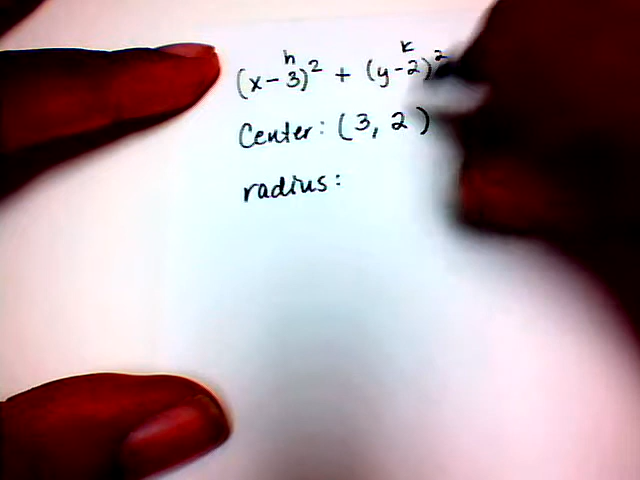 h k
(x-3)² + (y-2)²
Center: (3, 2)
radius: